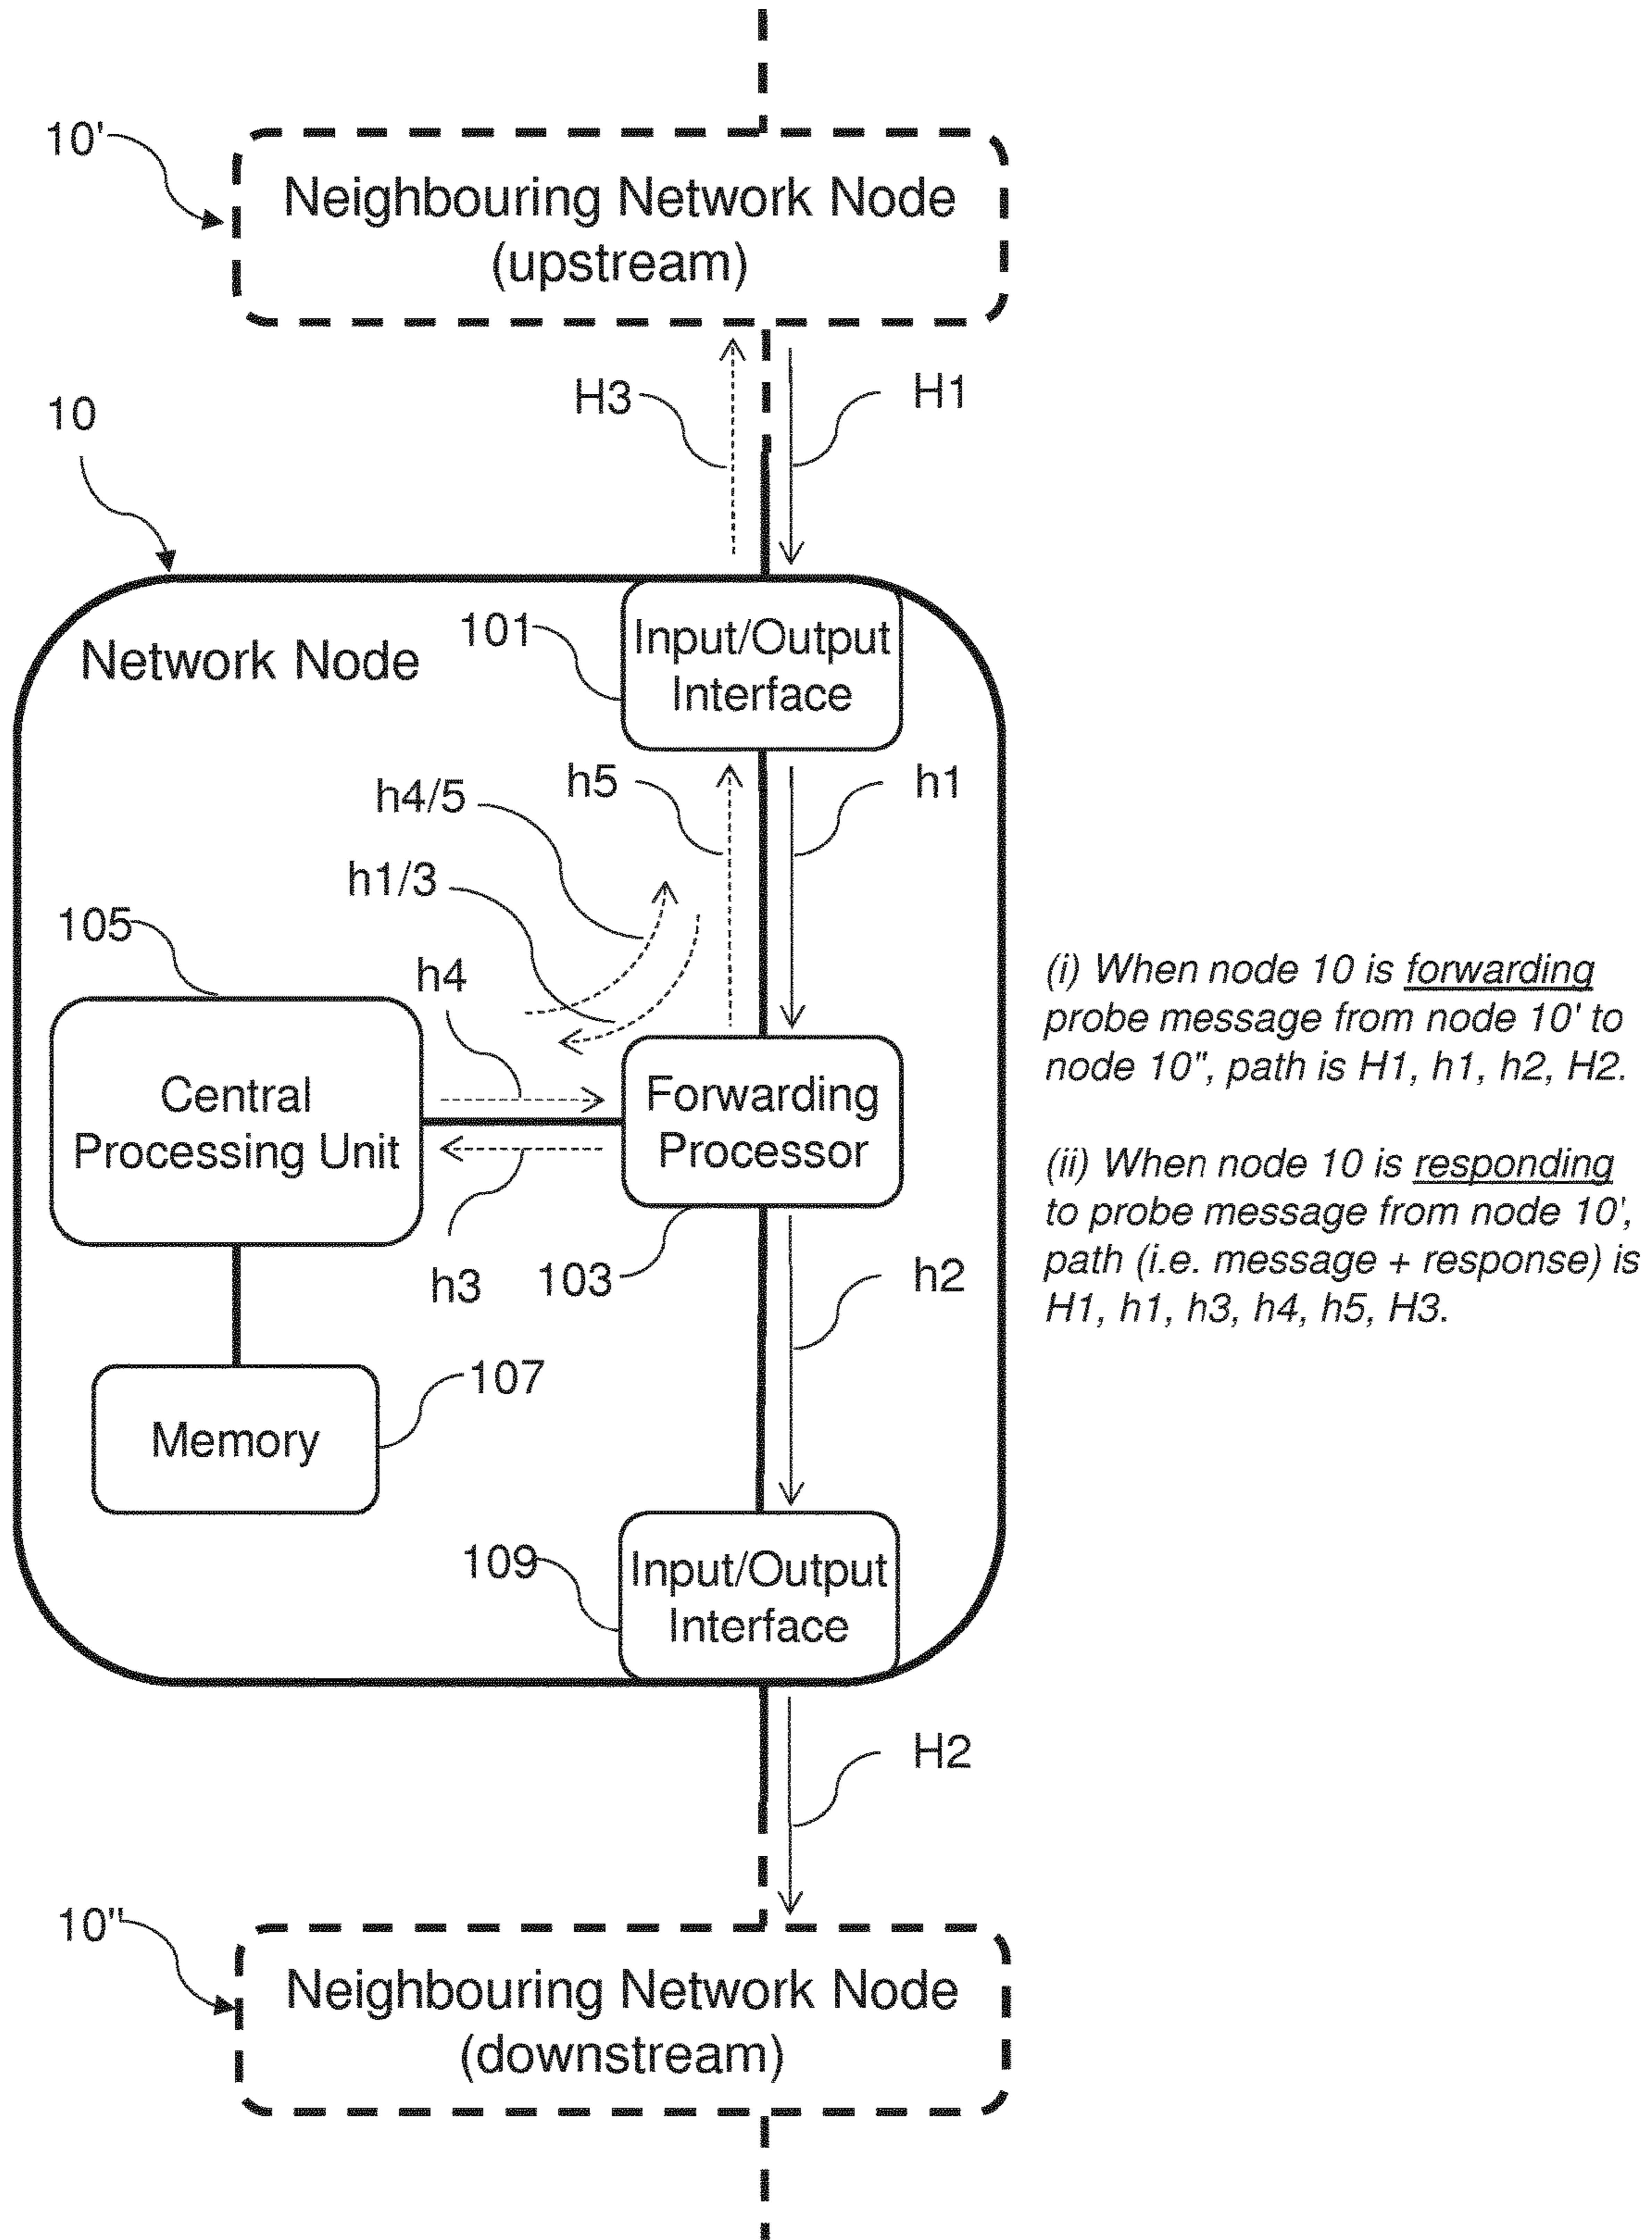 10'
Neighbouring Network Node
(upstream)
H3
H1
10
Network Node
101
Input/Output
Interface
h4/5
h5
h1
h1/3
105
h4
Central
Processing Unit
Forwarding
Processor
h3
103
h2
107
Memory
109
Input/Output
Interface
H2
10"
Neighbouring Network Node
(downstream)
(i) When node 10 is forwarding
probe message from node 10' to
node 10", path is H1, h1, h2, H2.
(ii) When node 10 is responding
to probe message from node 10',
path (i.e. message + response) is
H1, h1, h3, h4, h5, H3.